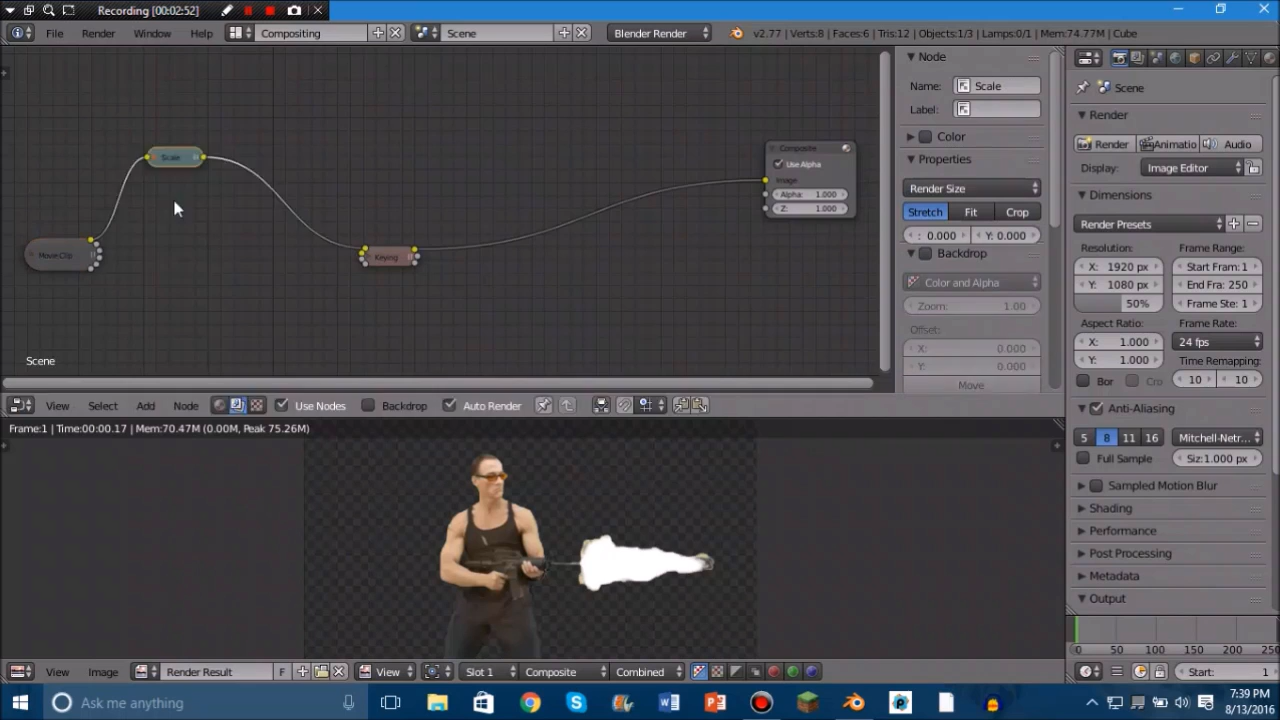 Recording [00:02:52]
File Render Window Help Compositing Scene Blender Render v2.77 | Verts:8 | Faces:6 | Tris:12 | Objects:1/3 | Lamps:0/1 | Mem:74.77M | Cube
Scale
Movie Clip
Keying
Composite
Use Alpha
Image
Alpha: 1.000
Z: 1.000
Scene
Node
Name: Scale
Label:
Color
Properties
Render Size
Stretch Fit Crop
: 0.000 Y: 0.000
Backdrop
Color and Alpha
Zoom: 1.00
Offset:
X: 0.000
Y: 0.000
Move
Scene
Render
Render Animatio Audio
Display: Image Editor
Dimensions
Render Presets
Resolution: Frame Range:
X: 1920 px Start Fram: 1
Y: 1080 px End Fra: 250
50% Frame Ste: 1
Aspect Ratio: Frame Rate:
X: 1.000 24 fps
Y: 1.000 Time Remapping:
Bor Cro 10 10
Anti-Aliasing
5 8 11 16 Mitchell-Netr...
Full Sample Siz:1.000 px
Sampled Motion Blur
Shading
Performance
Post Processing
Metadata
Output
View Select Add Node Use Nodes Backdrop Auto Render
Frame:1 | Time:00:00.17 | Mem:70.47M (0.00M, Peak 75.26M)
0 50 100 150 200 250
View Image Render Result F View Slot 1 Composite Combined
Start: 1
Ask me anything
7:39 PM
8/13/2016